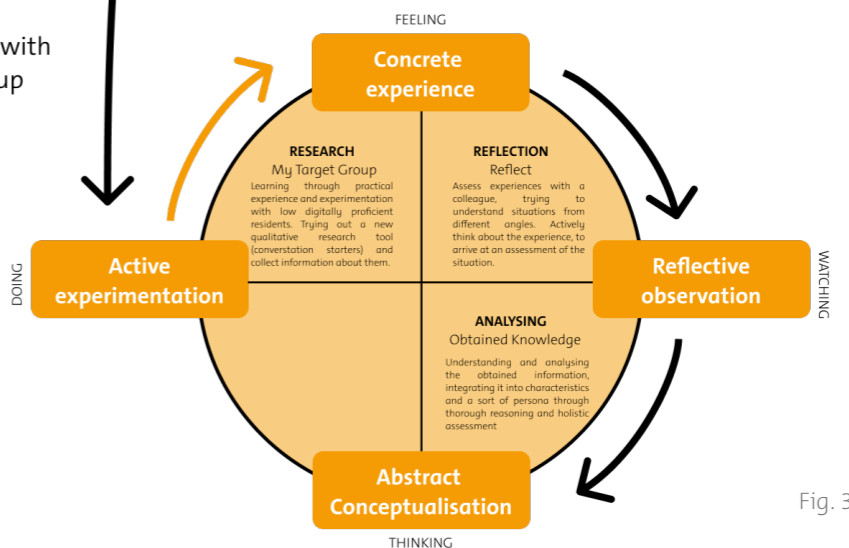 with
up
FEELING
Concrete
experience
RESEARCH
My Target Group
Learning through practical
experience and experimentation
with low digitally proficient
residents. Trying out a new
qualitative research tool
(converstation starters) and
collect information about them.
REFLECTION
Reflect
Assess experiences with a
colleague, trying to
understand situations from
different angles. Actively
think about the experience, to
arrive at an assessment of the
situation.
DOING
Active
experimentation
Reflective
observation
WATCHING
ANALYSING
Obtained Knowledge
Understanding and analysing
the obtained information,
integrating it into characteristics
and a sort of persona through
thorough reasoning and holistic
assessment
Abstract
Conceptualisation
THINKING
Fig. 3